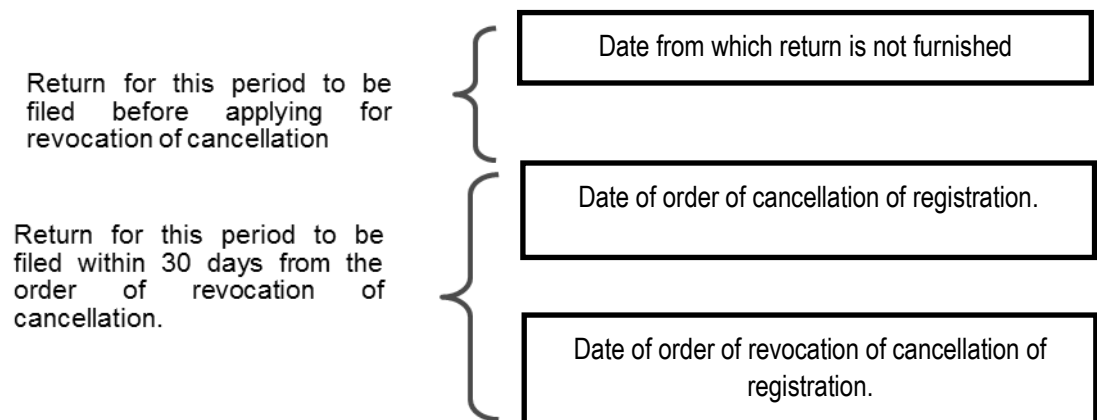 Date from which return is not furnished
Return for this period to be
filed before applying for
revocation of cancellation
Date of order of cancellation of registration.
Return for this period to be
filed within 30 days from the
order of revocation of
cancellation.
Date of order of revocation of cancellation of
registration.